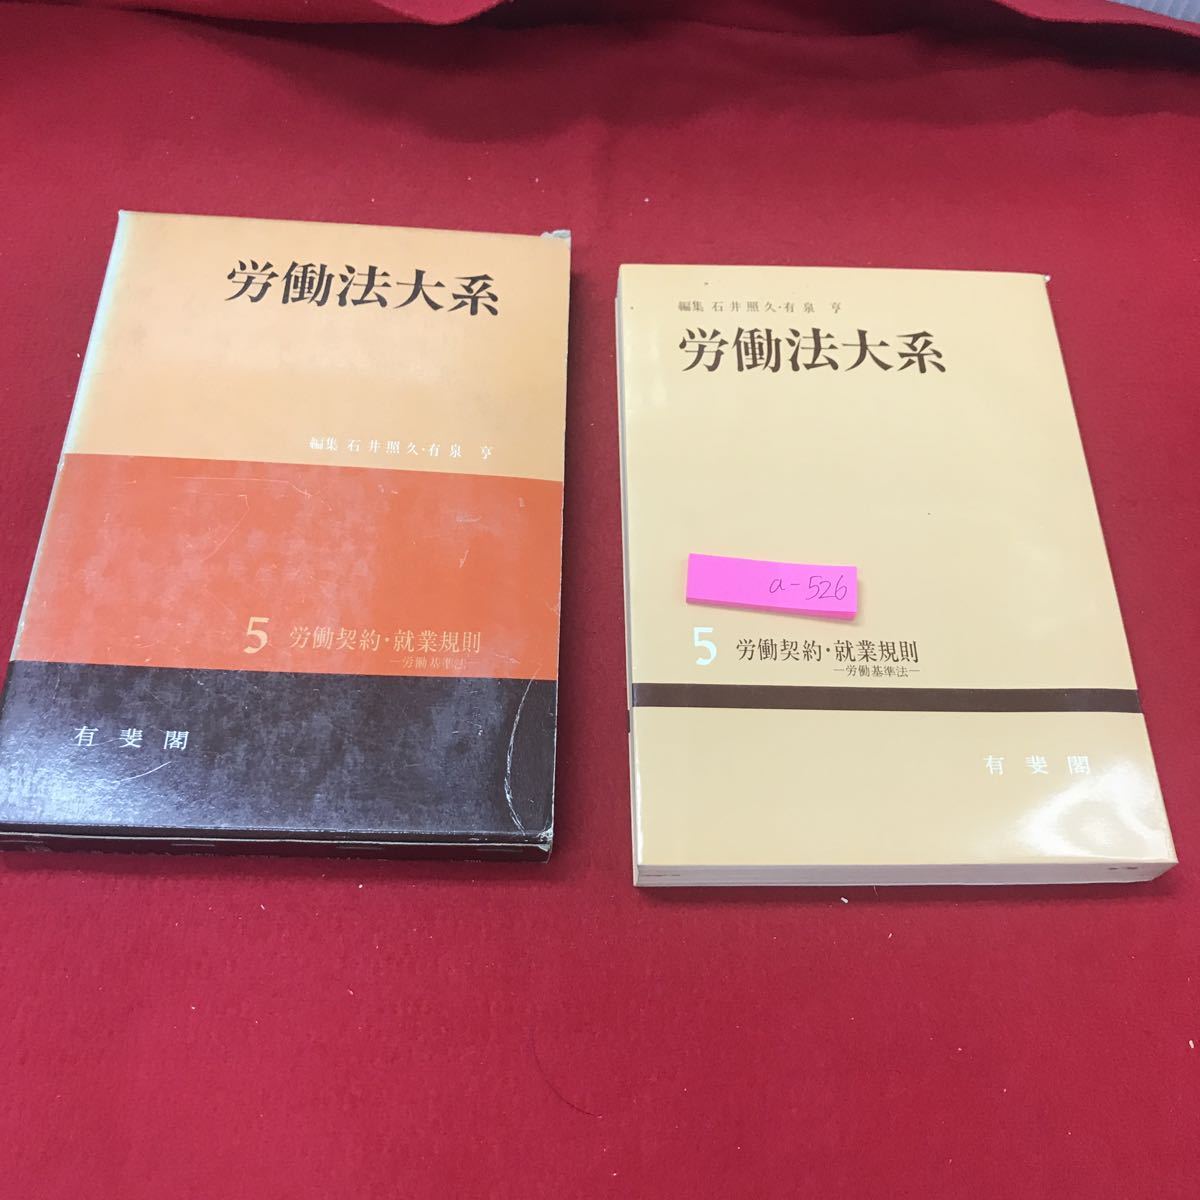 労働法大系
編集 石井照久・有泉 亨
5 労働契約・就業規則
―労働基準法―
有斐閣
編集 石井照久・有泉 亨
労働法大系
a-526
5 労働契約・就業規則
―労働基準法―
有斐閣